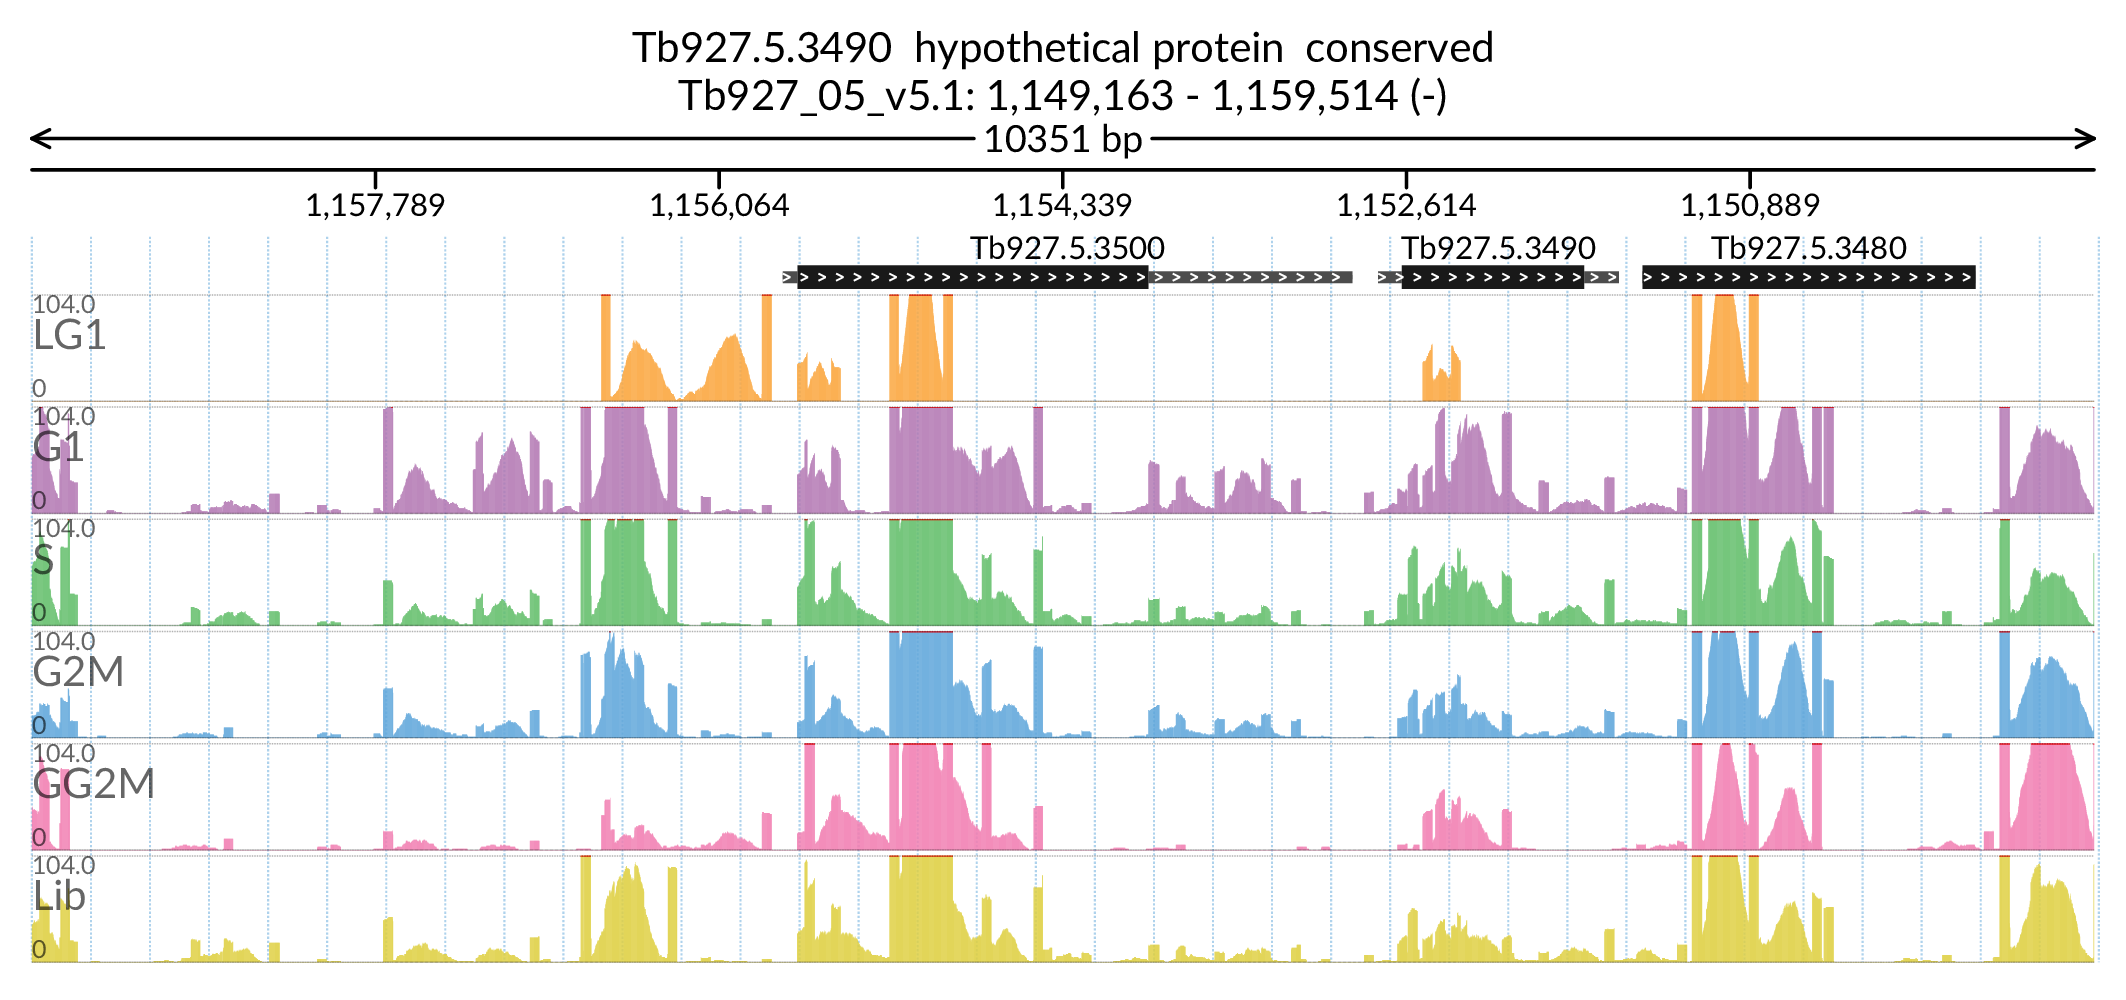 Tb927.5.3490  hypothetical protein  conserved
Tb927_05_v5.1: 1,149,163 - 1,159,514 (-)
10351 bp
1,157,789 1,156,064 1,154,339 1,152,614 1,150,889
Tb927.5.3500 Tb927.5.3490 Tb927.5.3480
104.0
LG1
0
104.0
G1
0
104.0
S
0
104.0
G2M
0
104.0
GG2M
0
104.0
Lib
0